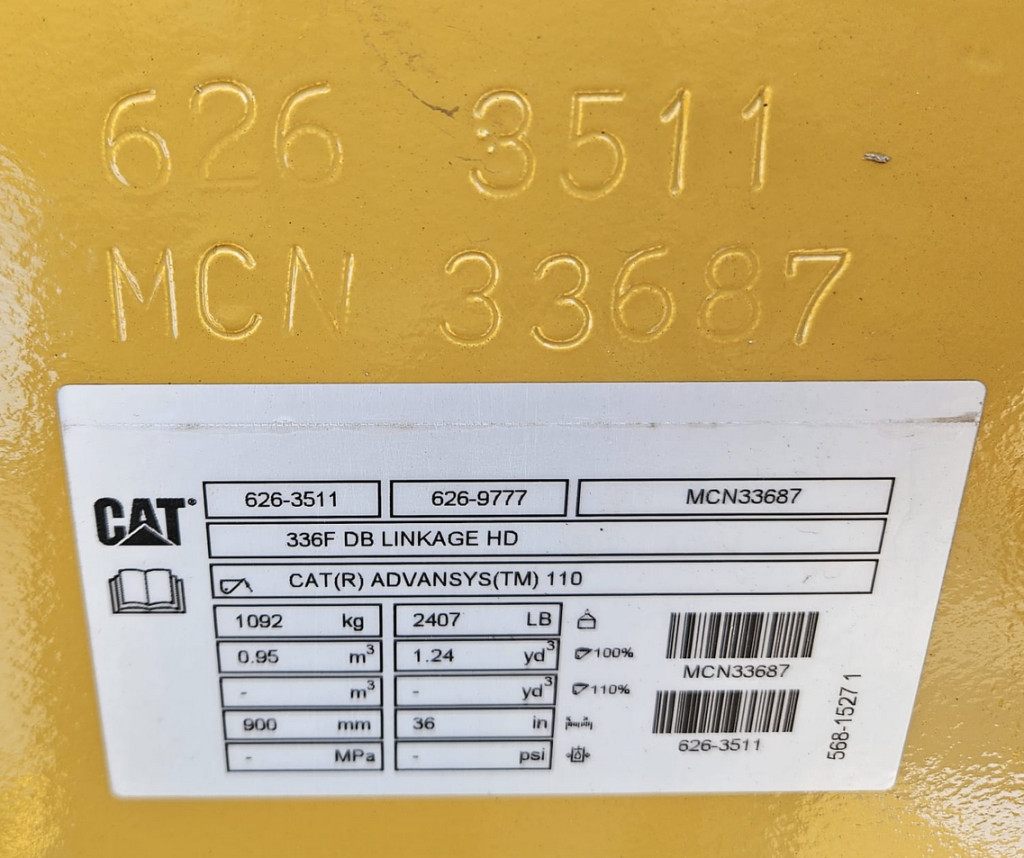 626 3511
MCN 33687
CAT®
626-3511 626-9777 MCN33687
336F DB LINKAGE HD
CAT(R) ADVANSYS(TM) 110
1092 kg 2407 LB
0.95 m³ 1.24 yd³ 100%
- m³ - yd³ 110%
900 mm 36 in
- MPa - psi
MCN33687
626-3511
568-1527 1